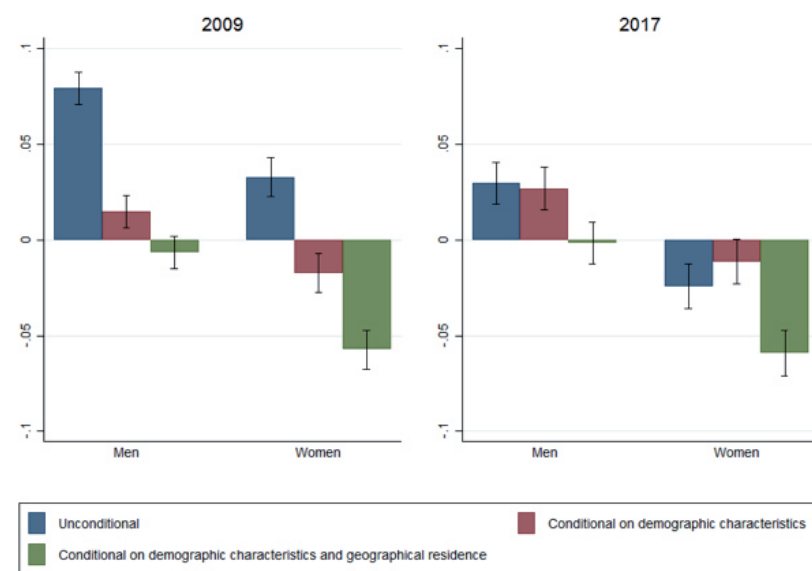 2009
2017
.1
.05
0
-.05
-.1
Men
Women
.1
.05
0
-.05
-.1
Men
Women
Unconditional
Conditional on demographic characteristics
Conditional on demographic characteristics and geographical residence